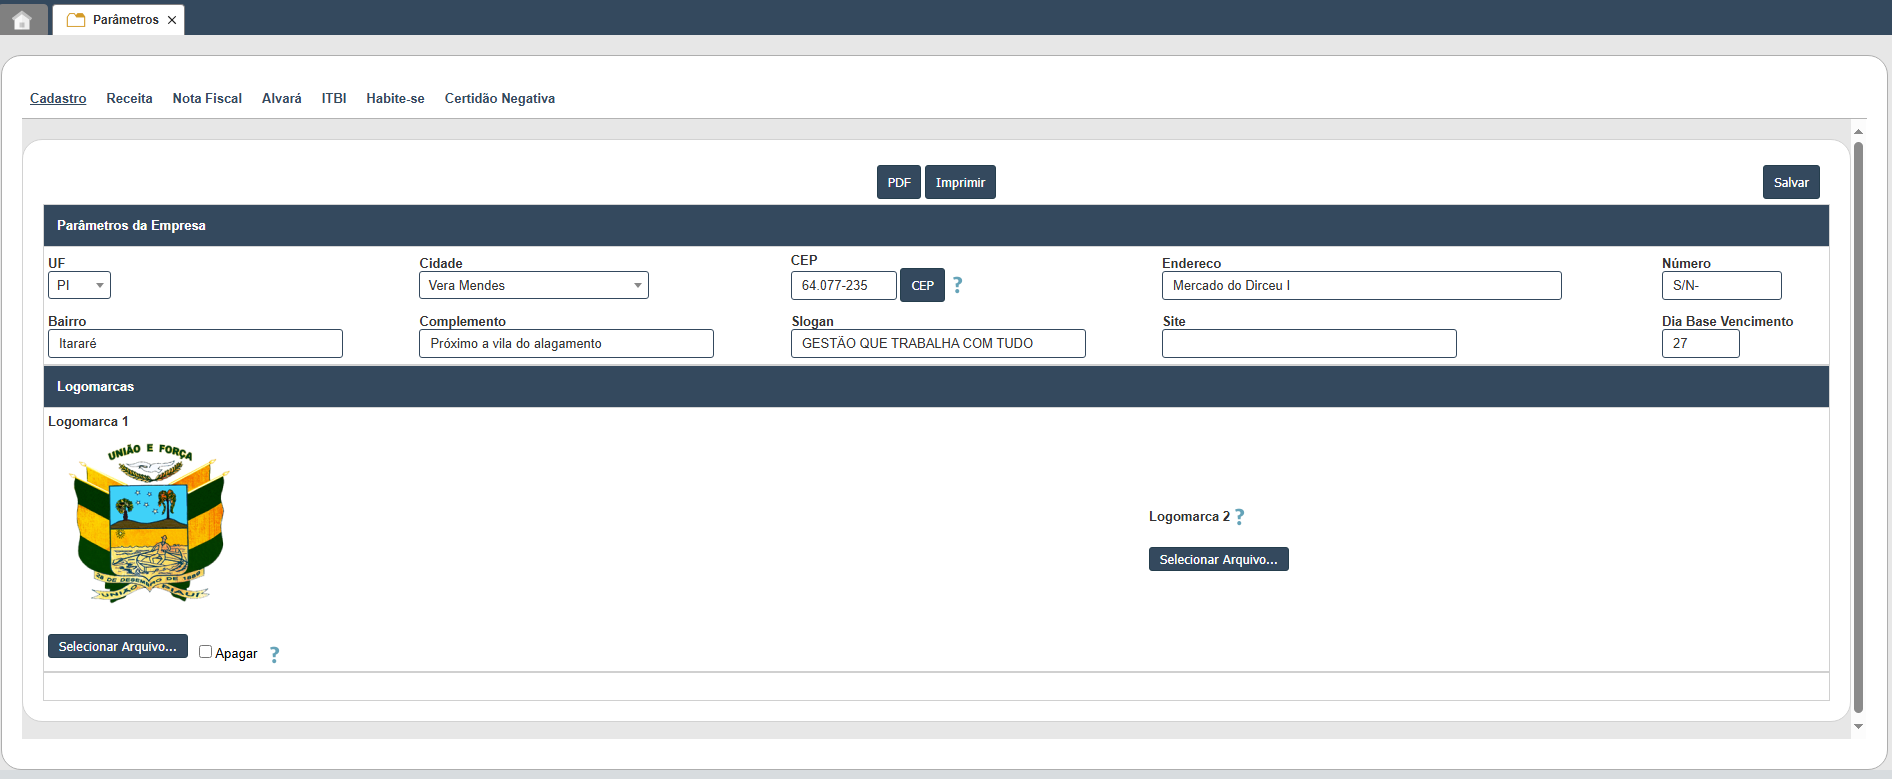 Parâmetros ×
Cadastro Receita Nota Fiscal Alvará ITBI Habite-se Certidão Negativa
PDF Imprimir Salvar
Parâmetros da Empresa
UF Cidade CEP Endereco Número
PI Vera Mendes 64.077-235 CEP ? Mercado do Dirceu I S/N-
Bairro Complemento Slogan Site Dia Base Vencimento
Itararé Próximo a vila do alagamento GESTÃO QUE TRABALHA COM TUDO 27
Logomarcas
Logomarca 1
UNIÃO E FORÇA
Logomarca 2 ?
Selecionar Arquivo...
UNIÃO PIAUÍ
Selecionar Arquivo... Apagar ?